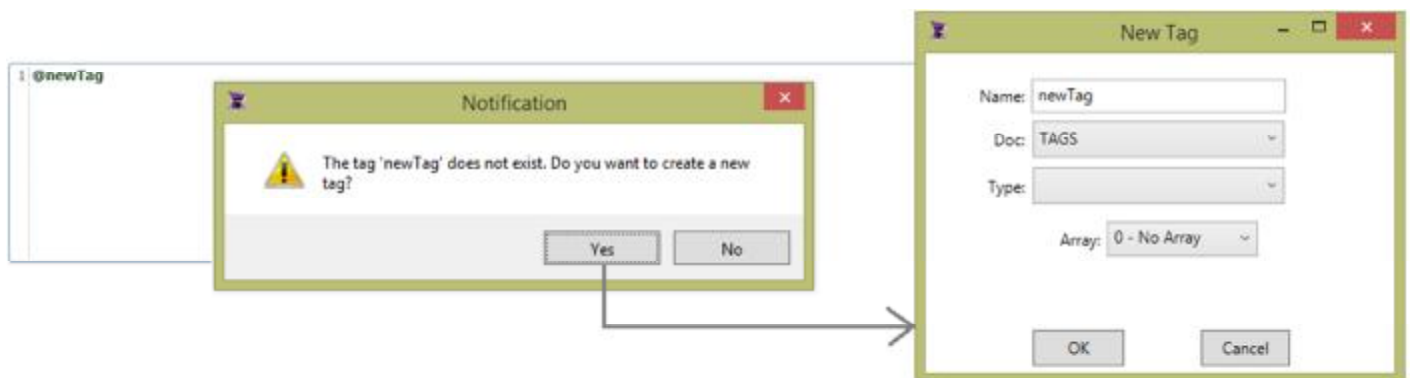 1 @newTag
Notification
The tag 'newTag' does not exist. Do you want to create a new
tag?
Yes No
New Tag
Name: newTag
Doc: TAGS
Type:
Array: 0 - No Array
OK Cancel